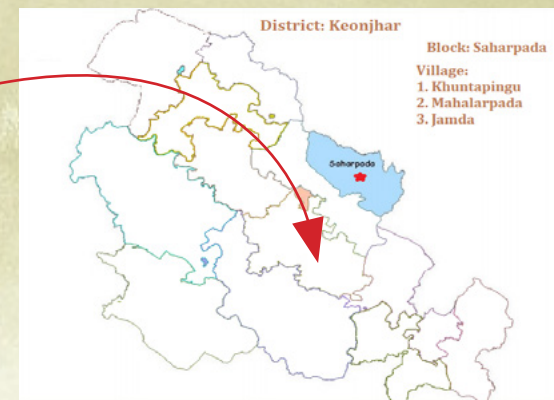 District: Keonjhar
Block: Saharpada
Village:
1. Khuntapingu
2. Mahalarpada
3. Jamda
Saharpada